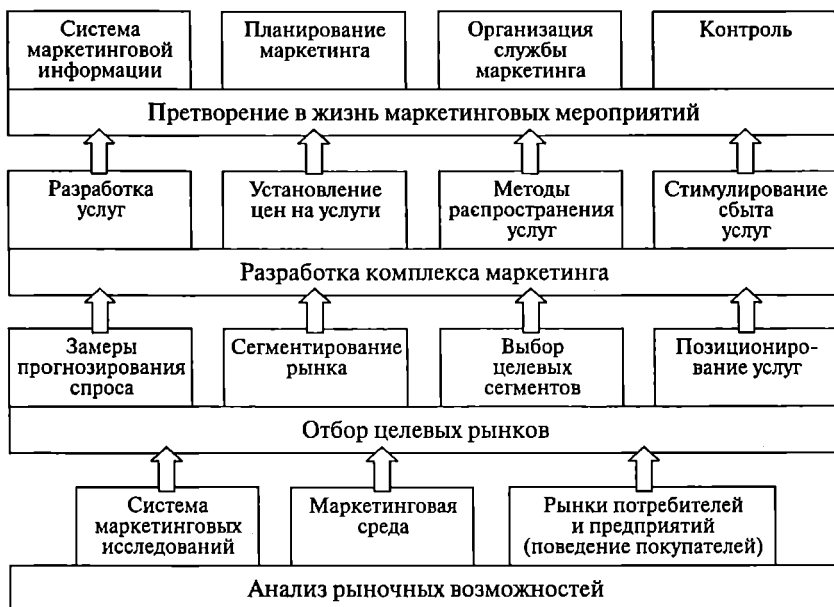 Система
маркетинговой
информации
Планирование
маркетинга
Организация
службы
маркетинга
Контроль
Претворение в жизнь маркетинговых мероприятий
Разработка
услуг
Установление
цен на услуги
Методы
распространения
услуг
Стимулирование
сбыта
услуг
Разработка комплекса маркетинга
Замеры
прогнозирования
спроса
Сегментирование
рынка
Выбор
целевых
сегментов
Позициониро-
вание услуг
Отбор целевых рынков
Система
маркетинговых
исследований
Маркетинговая
среда
Рынки потребителей
и предприятий
(поведение покупателей)
Анализ рыночных возможностей